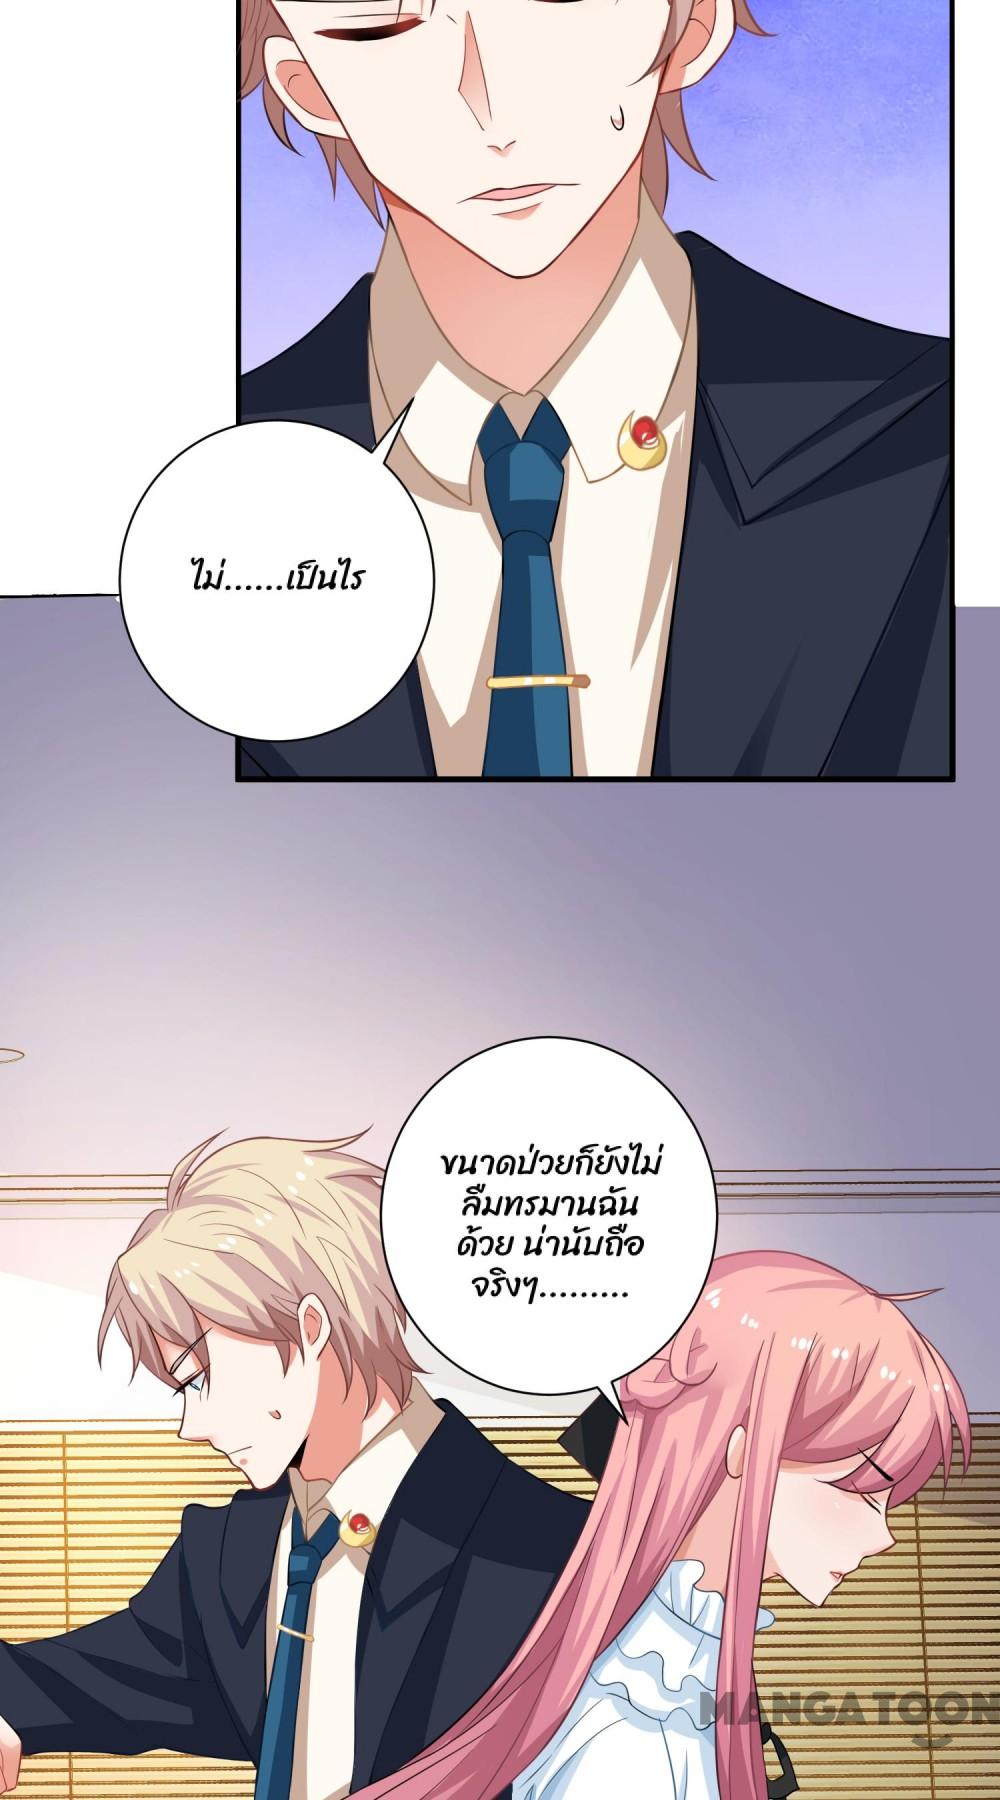 ไม่......เป็นไร
ขนาดป่วยก็ยังไม่
ลืมทรมานฉัน
ด้วย น่านับถือ
จริงๆ.........
MANGATOON